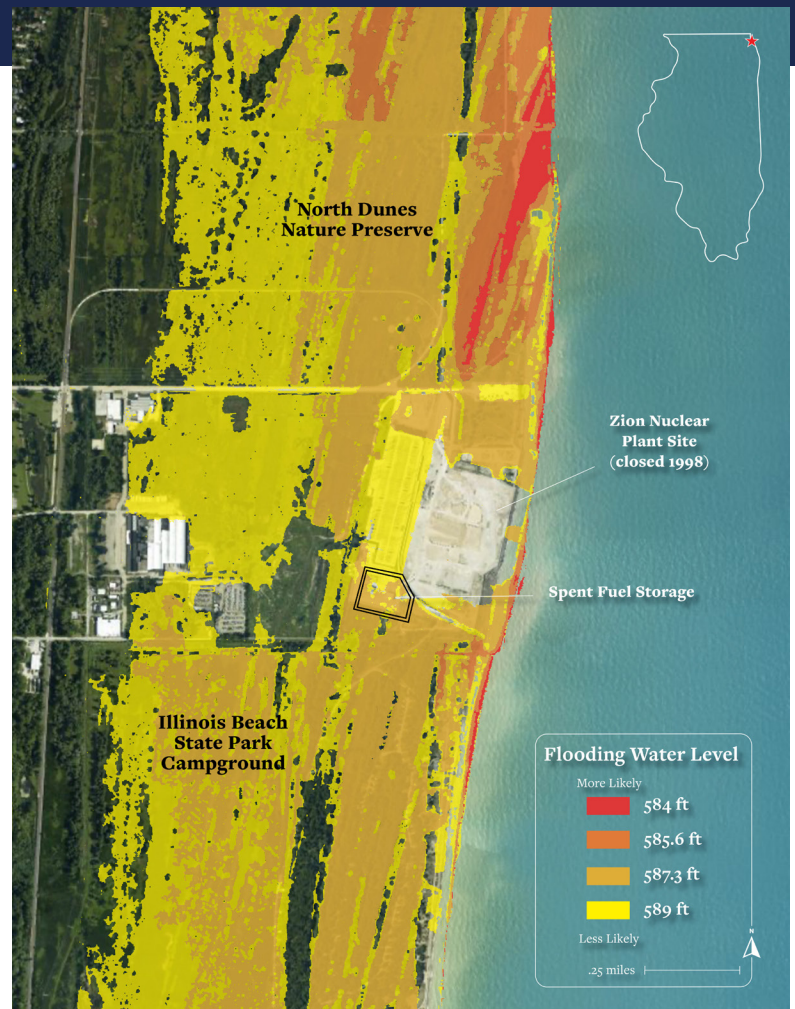 North Dunes
Nature Preserve
Zion Nuclear
Plant Site
(closed 1998)
Spent Fuel Storage
Illinois Beach
State Park
Campground
Flooding Water Level
More Likely
584 ft
585.6 ft
587.3 ft
589 ft
Less Likely
N
.25 miles